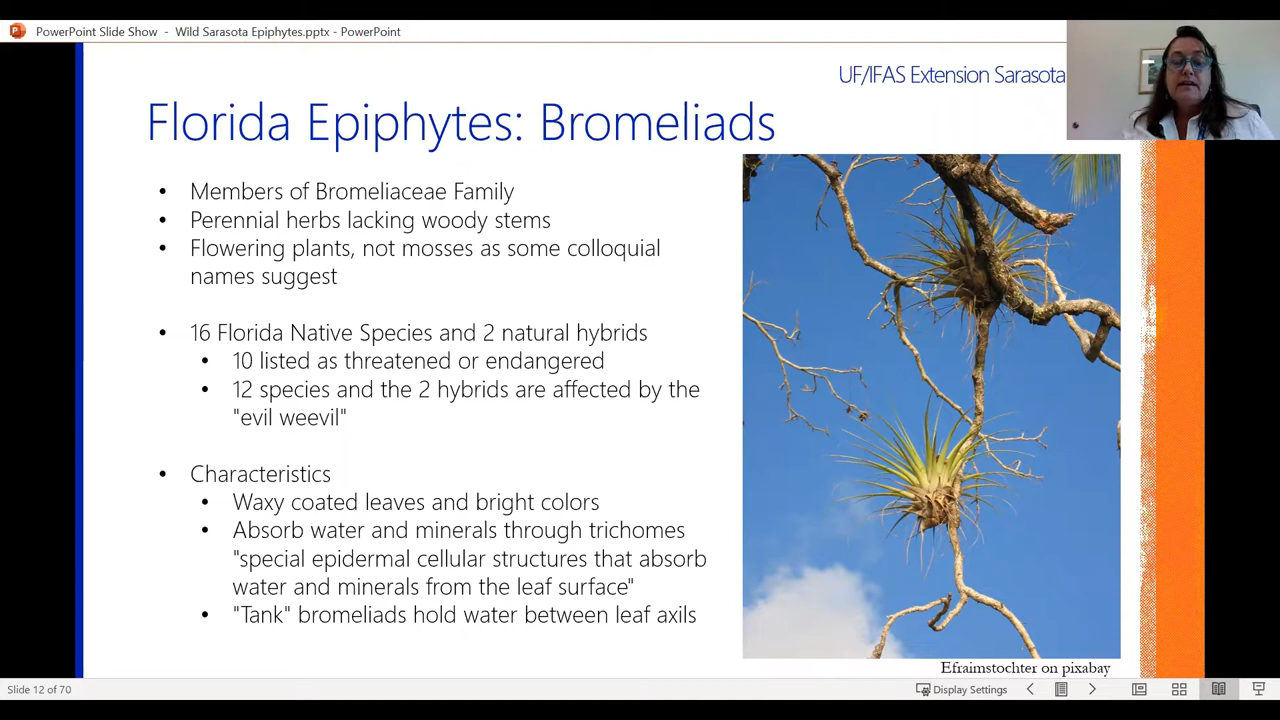 PowerPoint Slide Show - Wild Sarasota Epiphytes.pptx - PowerPoint
UF/IFAS Extension Sarasota
Florida Epiphytes: Bromeliads
• Members of Bromeliaceae Family
• Perennial herbs lacking woody stems
• Flowering plants, not mosses as some colloquial
names suggest
• 16 Florida Native Species and 2 natural hybrids
• 10 listed as threatened or endangered
• 12 species and the 2 hybrids are affected by the
"evil weevil"
• Characteristics
• Waxy coated leaves and bright colors
• Absorb water and minerals through trichomes
"special epidermal cellular structures that absorb
water and minerals from the leaf surface"
• "Tank" bromeliads hold water between leaf axils
Efraimstochter on pixabay
Slide 12 of 70
Display Settings